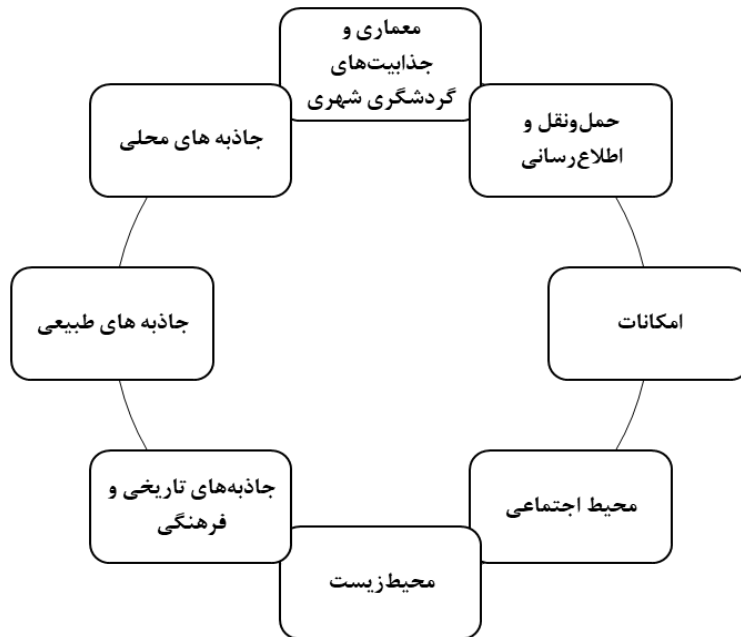 معماری و
جذابیت‌های
گردشگری شهری
حمل‌ونقل و
اطلاع‌رسانی
امکانات
محیط اجتماعی
محیط‌زیست
جاذبه‌های تاریخی و
فرهنگی
جاذبه های طبیعی
جاذبه های محلی